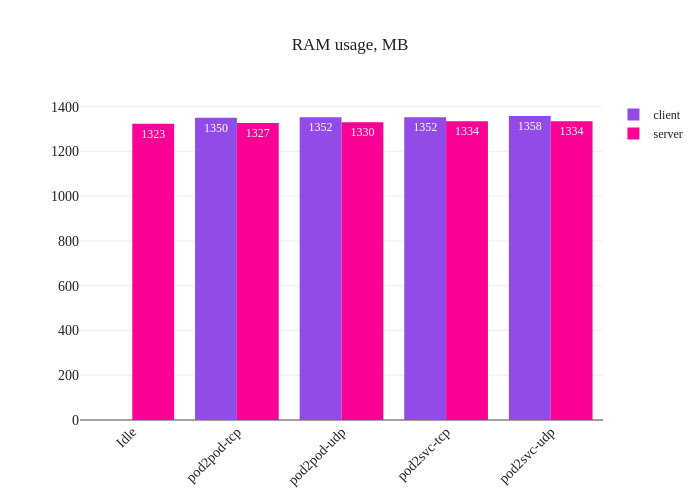 RAM usage, MB
1400
1200
1000
800
600
400
200
0
1323
1350
1327
1352
1330
1352
1334
1358
1334
Idle
pod2pod-tcp
pod2pod-udp
pod2svc-tcp
pod2svc-udp
client
server